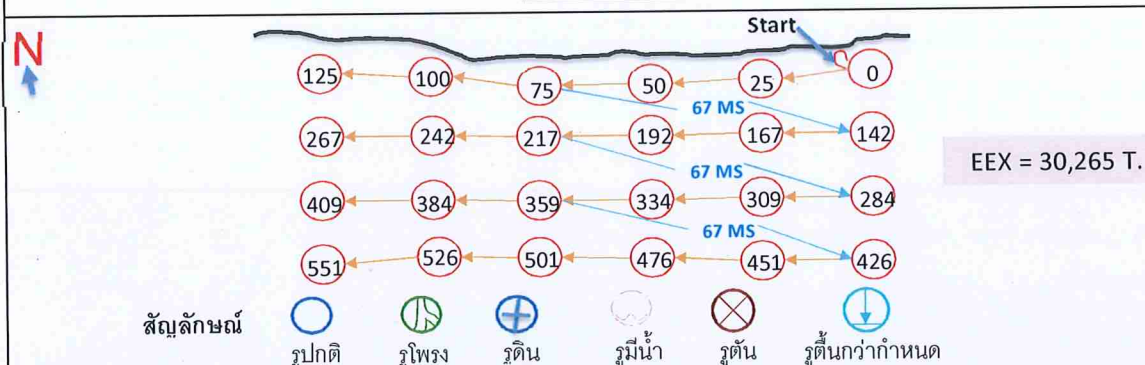 N
Start
125 100 75 50 25 0
67 MS
267 242 217 192 167 142
EEX = 30,265 T.
67 MS
409 384 359 334 309 284
67 MS
551 526 501 476 451 426
สัญลักษณ์
รูปกติ รูโพรง รูดิน รูมีน้ำ รูตัน รูตื้นกว่ากำหนด